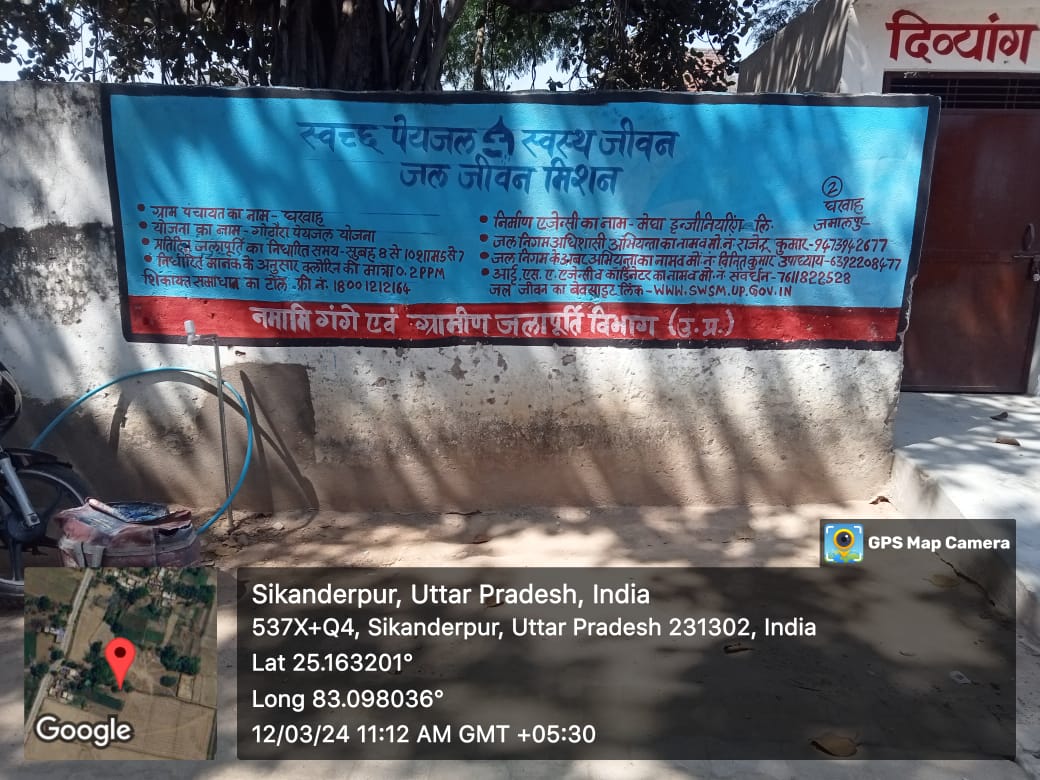 दिव्यांग
स्वच्छ पेयजल स्वस्थ जीवन
जल जीवन मिशन
ग्राम पंचायत का नाम - घरवाह
योजना का नाम - गोठौरा पेयजल योजना
प्रतिदिन जलापूर्ति का निर्धारित समय - सुबह 8 से 10 शाम 5 से 7
निर्धारित मानक के अनुसार क्लोरिन की मात्रा 0.2 PPM
शिकायत समाधान का टोल फ्री नं. 18001212164
②
घरवाह
जमालपुर
निर्माण एजेन्सी का नाम - मेघा इन्जीनियरिंग लि.
जल निगम अधिशासी अभियन्ता का नाम व मो. नं. राजेन्द्र कुमार - 9473942677
जल निगम के अवर अभियन्ता का नाम व मो. नं. विनित कुमार उपाध्याय - 6392208477
आई. एस. ए. एजेन्सी व कोर्डिनेटर का नाम व मो. नं. संवर्धन - 7611822528
जल जीवन का बेवसाइट लिंक - WWW.SWSM.UP.GOV.IN
नमामि गंगे एवं ग्रामीण जलापूर्ति विभाग (उ.प्र.)
GPS Map Camera
Sikanderpur, Uttar Pradesh, India
537X+Q4, Sikanderpur, Uttar Pradesh 231302, India
Lat 25.163201°
Long 83.098036°
12/03/24 11:12 AM GMT +05:30
Google